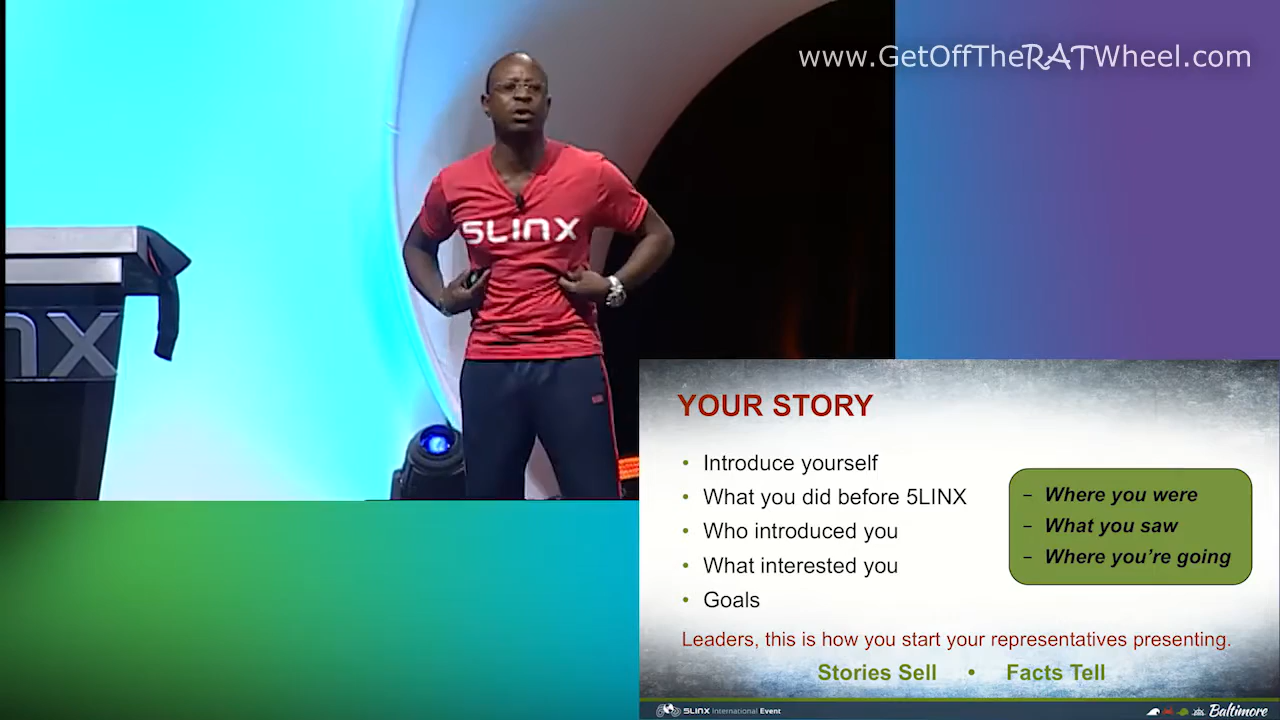 www.GetOffTheRATWheel.com
5LINX
nx
YOUR STORY
• Introduce yourself
• What you did before 5LINX
• Who introduced you
• What interested you
• Goals
– Where you were
– What you saw
– Where you're going
Leaders, this is how you start your representatives presenting.
Stories Sell • Facts Tell
5LINX International Event
Baltimore